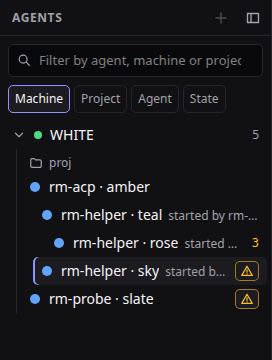 AGENTS
Filter by agent, machine or projec
Machine Project Agent State
WHITE 5
proj
rm-acp · amber
rm-helper · teal started by rm-...
rm-helper · rose started ... 3
rm-helper · sky started b...
rm-probe · slate